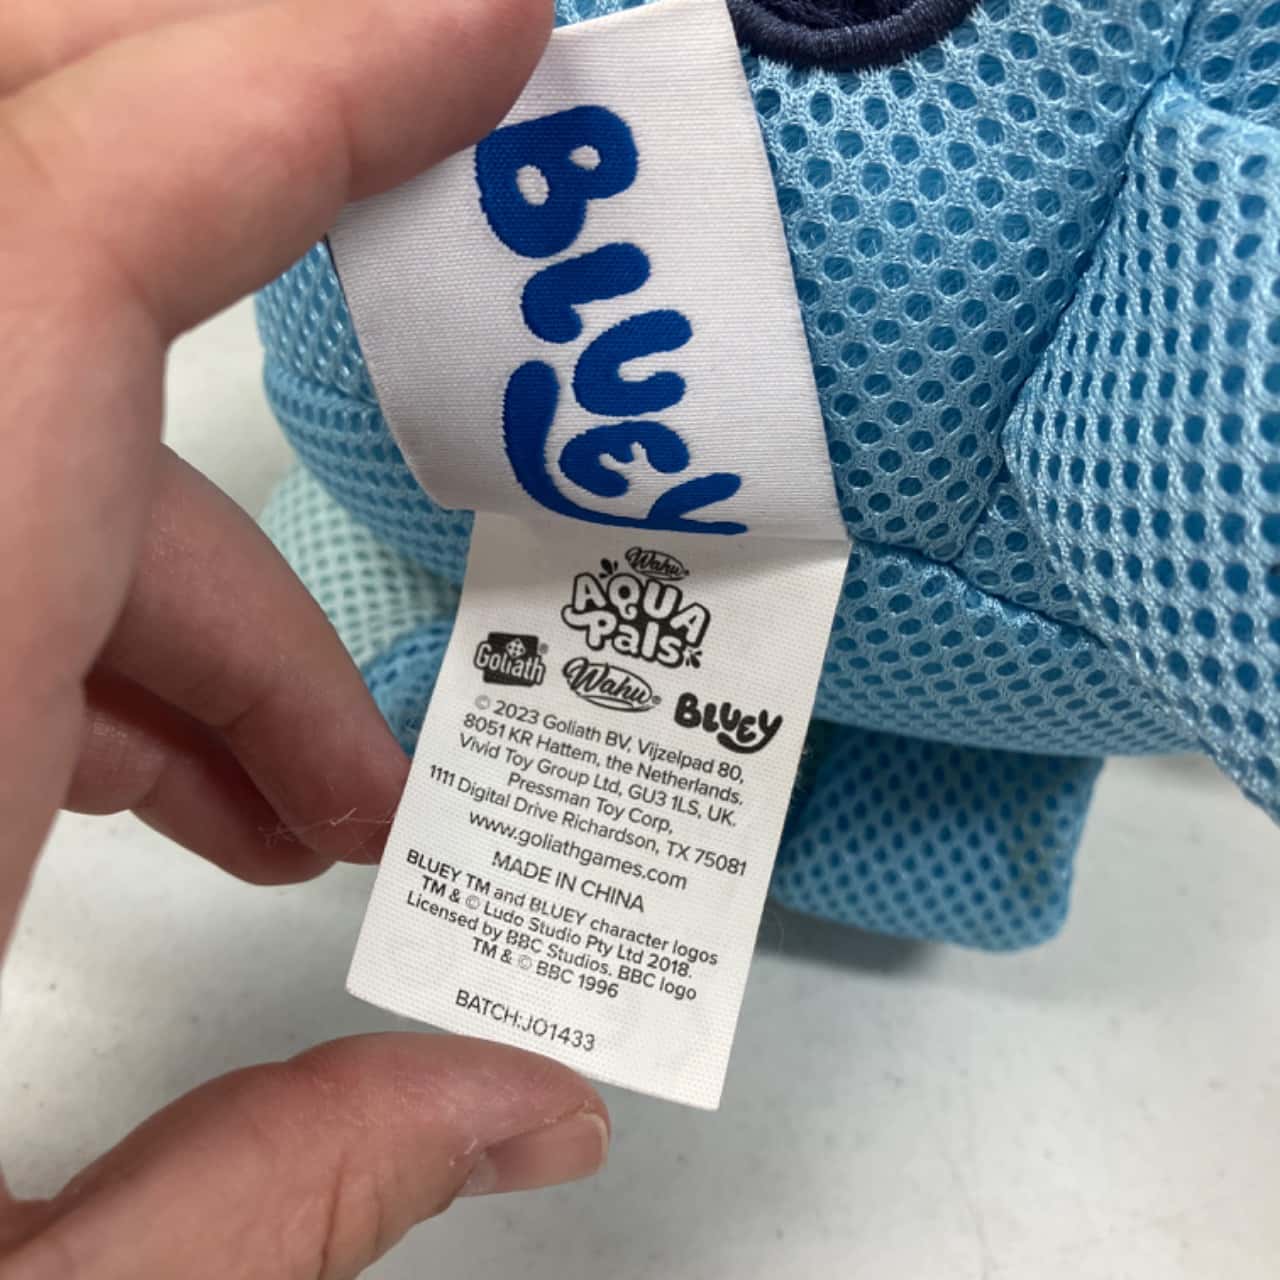 BLUEY
Wahu®
AQUA
Pals
Goliath®
Wahu®
BLUEY
© 2023 Goliath BV, Vijzelpad 80,
8051 KR Hattem, the Netherlands.
Vivid Toy Group Ltd, GU3 1LS, UK.
Pressman Toy Corp,
1111 Digital Drive Richardson, TX 75081
www.goliathgames.com
MADE IN CHINA
BLUEY TM and BLUEY character logos
TM & © Ludo Studio Pty Ltd 2018.
Licensed by BBC Studios. BBC logo
TM & © BBC 1996
BATCH:JO1433